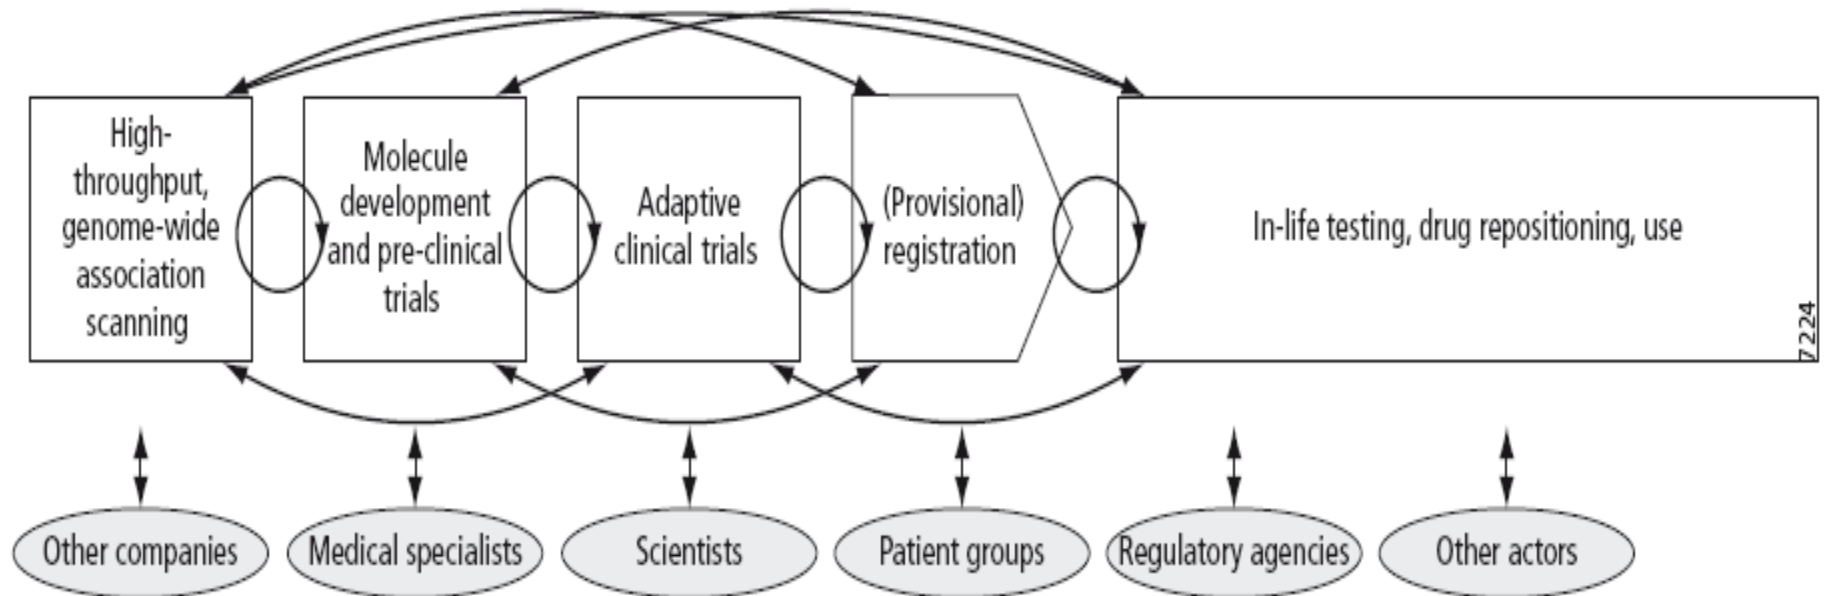 High-
throughput,
genome-wide
association
scanning
Molecule
development
and pre-clinical
trials
Adaptive
clinical trials
(Provisional)
registration
In-life testing, drug repositioning, use
7224
Other companies
Medical specialists
Scientists
Patient groups
Regulatory agencies
Other actors